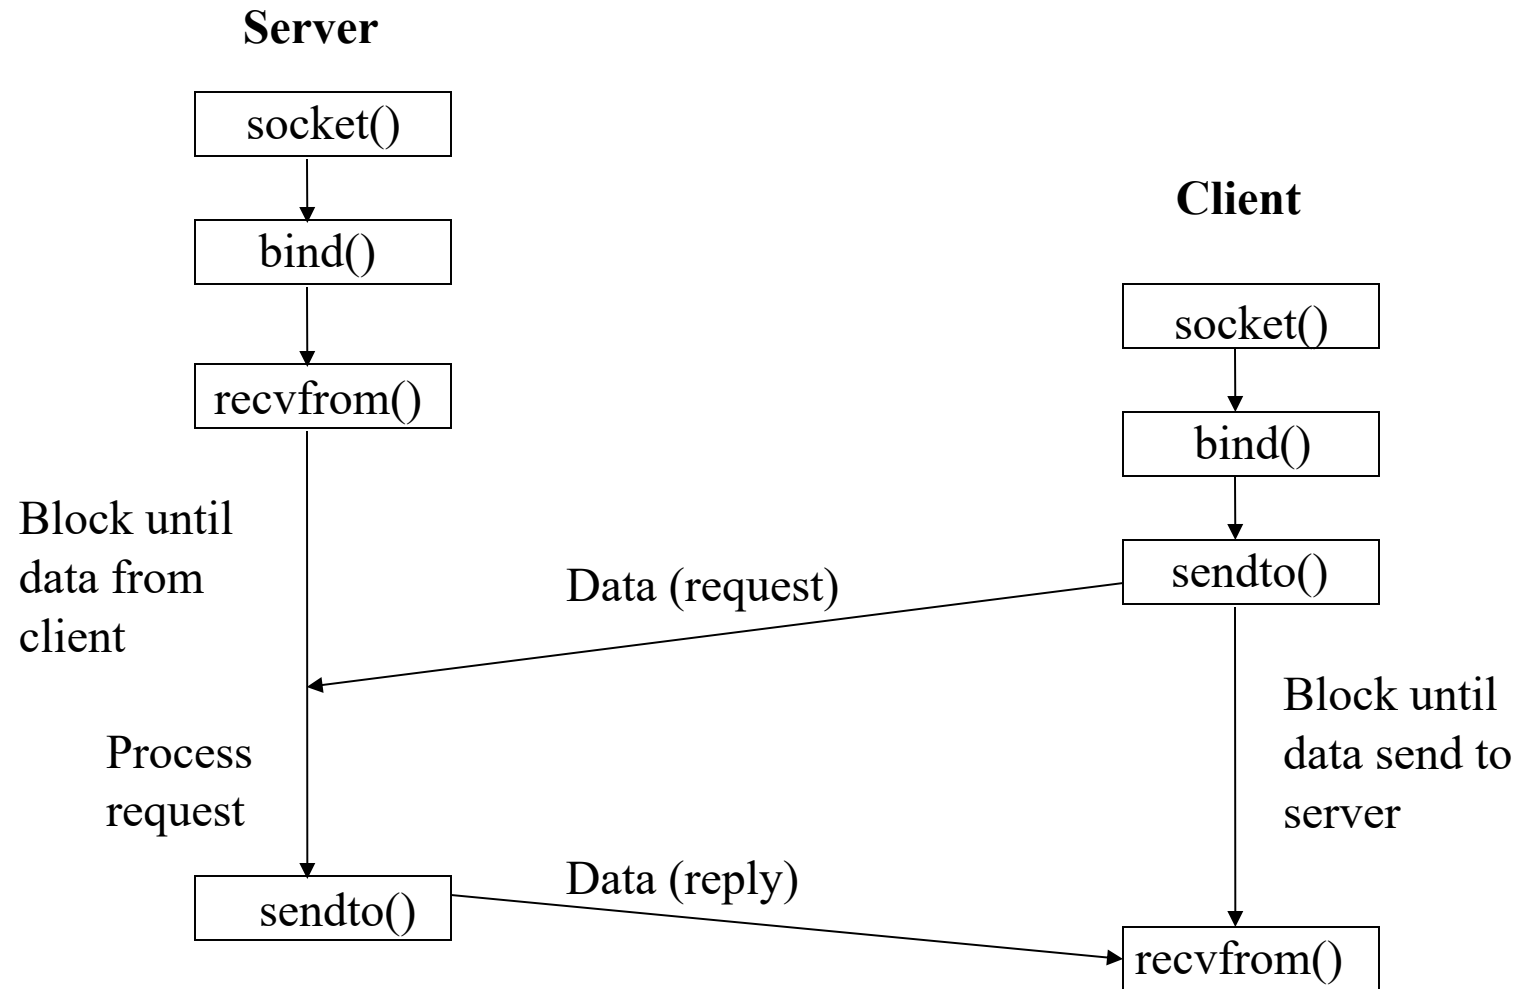 Server
socket()
bind()
recvfrom()
Block until
data from
client
Process
request
sendto()
Data (request)
Data (reply)
Client
socket()
bind()
sendto()
Block until
data send to
server
recvfrom()